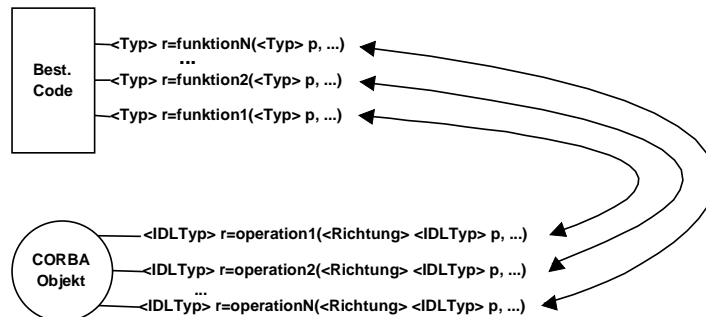 <Typ> r=funktionN(<Typ> p, ...)
...
Best.
Code
<Typ> r=funktion2(<Typ> p, ...)
<Typ> r=funktion1(<Typ> p, ...)
<IDLTyp> r=operation1(<Richtung> <IDLTyp> p, ...)
CORBA
Objekt
<IDLTyp> r=operation2(<Richtung> <IDLTyp> p, ...)
...
<IDLTyp> r=operationN(<Richtung> <IDLTyp> p, ...)